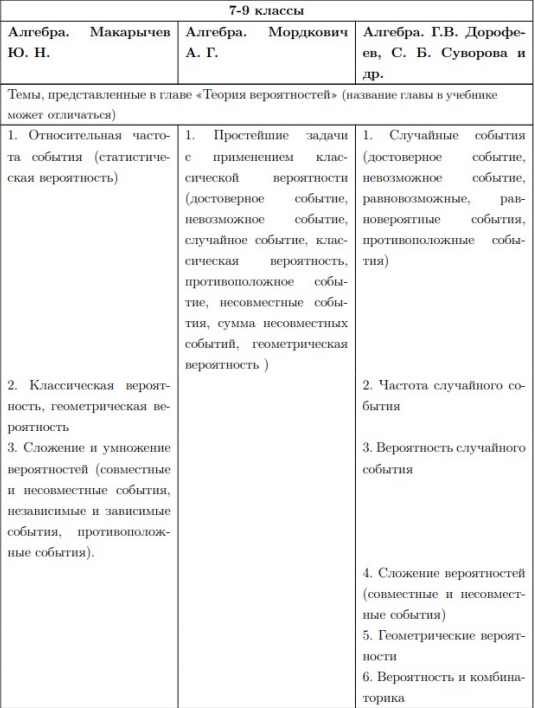 7-9 классы
Алгебра. Макарычев
Ю. Н.
Алгебра. Мордкович
А. Г.
Алгебра. Г.В. Дорофе-
ев, С. Б. Суворова и
др.
Темы, представленные в главе «Теория вероятностей» (название главы в учебнике
может отличаться)
1. Относительная часто-
та события (статистиче-
ская вероятность)
1. Простейшие задачи
с применением клас-
сической вероятности
(достоверное событие,
невозможное событие,
случайное событие, клас-
сическая вероятность,
противоположное собы-
тие, несовместные собы-
тия, сумма несовместных
событий, геометрическая
вероятность )
1. Случайные события
(достоверное событие,
невозможное событие,
равновозможные, рав-
новероятные события,
противоположные собы-
тия)
2. Классическая вероят-
ность, геометрическая ве-
роятность
2. Частота случайного со-
бытия
3. Сложение и умножение
вероятностей (совместные
и несовместные события,
независимые и зависимые
события, противополож-
ные события).
3. Вероятность случайного
события
4. Сложение вероятностей
(совместные и несовмест-
ные события)
5. Геометрические вероят-
ности
6. Вероятность и комбина-
торика